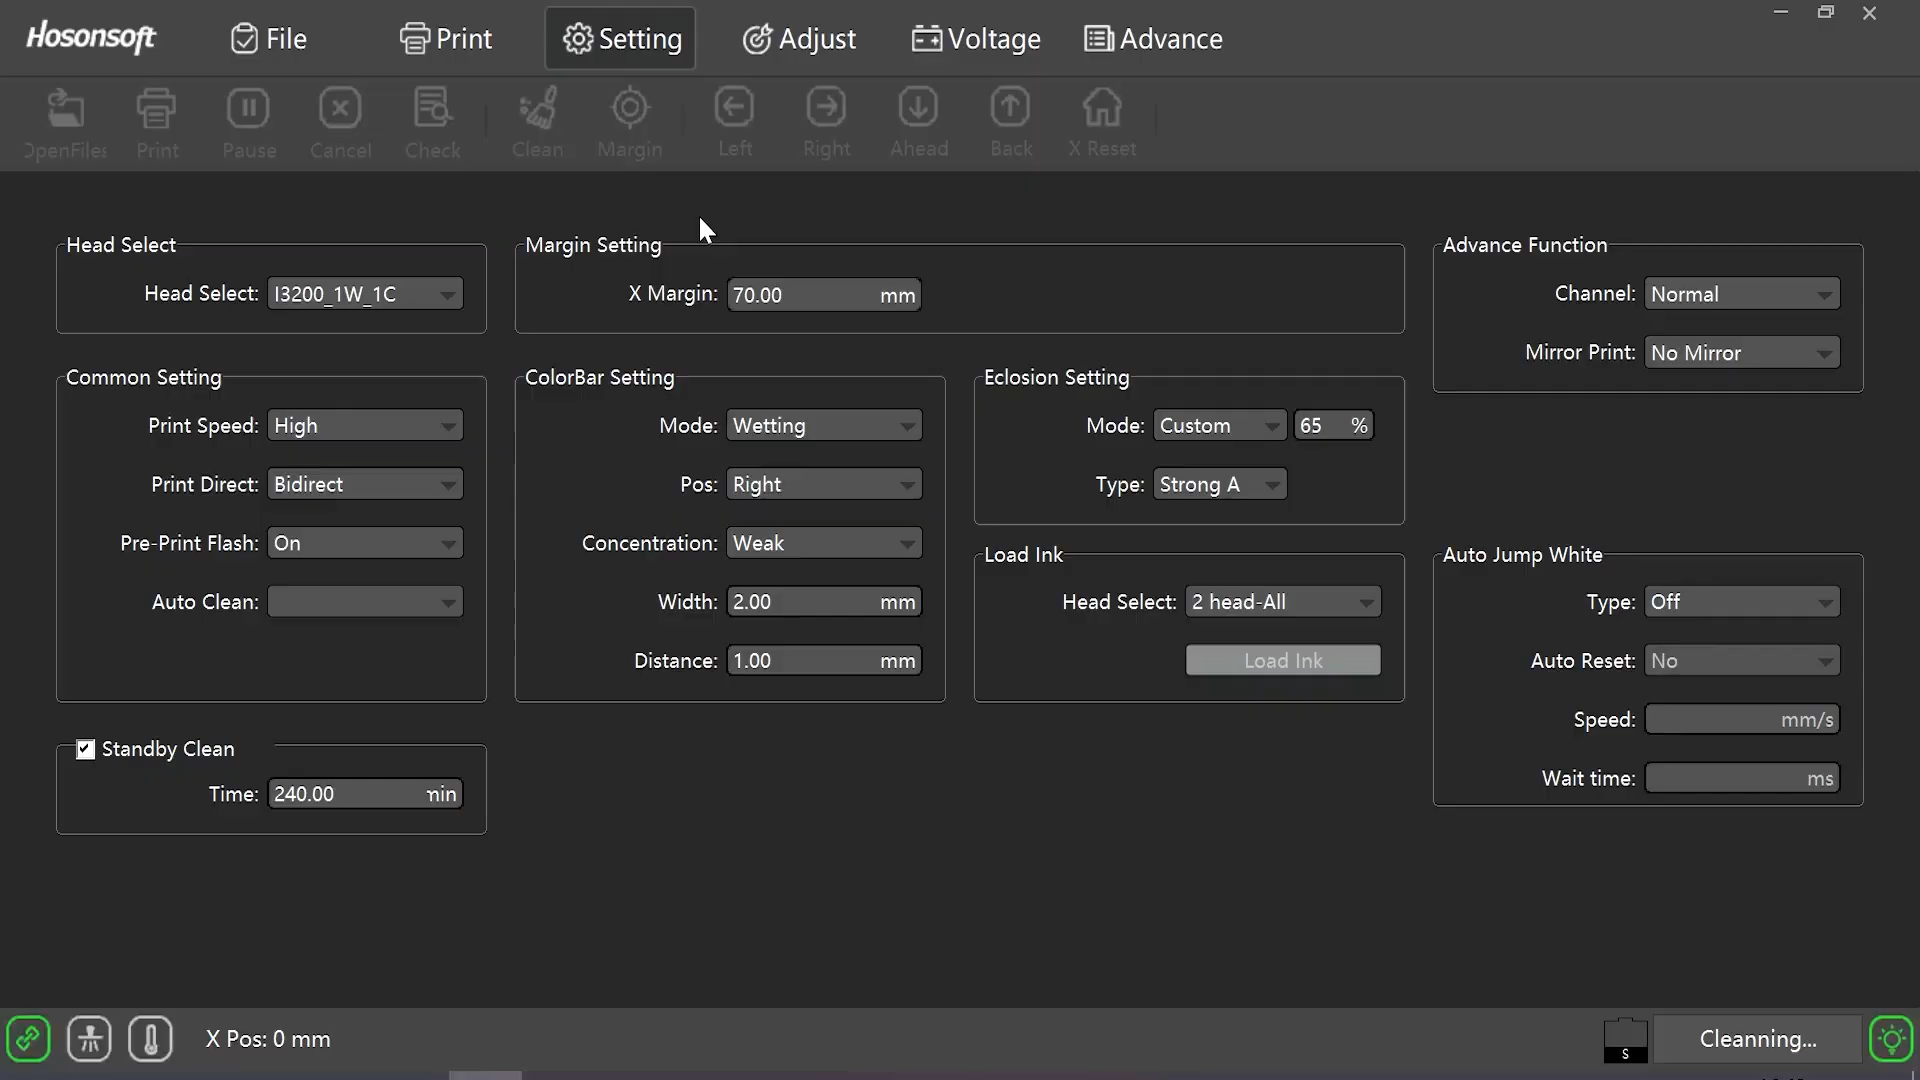 Hosonsoft File Print Setting Adjust Voltage Advance
OpenFiles Print Pause Cancel Check Clean Margin Left Right Ahead Back X Reset
Head Select
Head Select: I3200_1W_1C
Margin Setting
X Margin: 70.00 mm
Advance Function
Channel: Normal
Mirror Print: No Mirror
Common Setting
Print Speed: High
Print Direct: Bidirect
Pre-Print Flash: On
Auto Clean:
ColorBar Setting
Mode: Wetting
Pos: Right
Concentration: Weak
Width: 2.00 mm
Distance: 1.00 mm
Eclosion Setting
Mode: Custom 65 %
Type: Strong A
Load Ink
Head Select: 2 head-All
Load Ink
Auto Jump White
Type: Off
Auto Reset: No
Speed: mm/s
Wait time: ms
Standby Clean
Time: 240.00 min
X Pos: 0 mm
S
Cleanning...